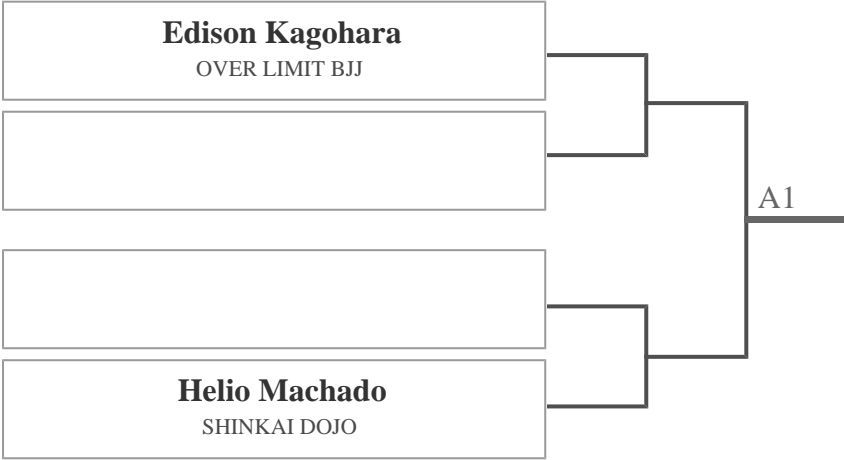 Edison Kagohara
OVER LIMIT BJJ
A1
Helio Machado
SHINKAI DOJO